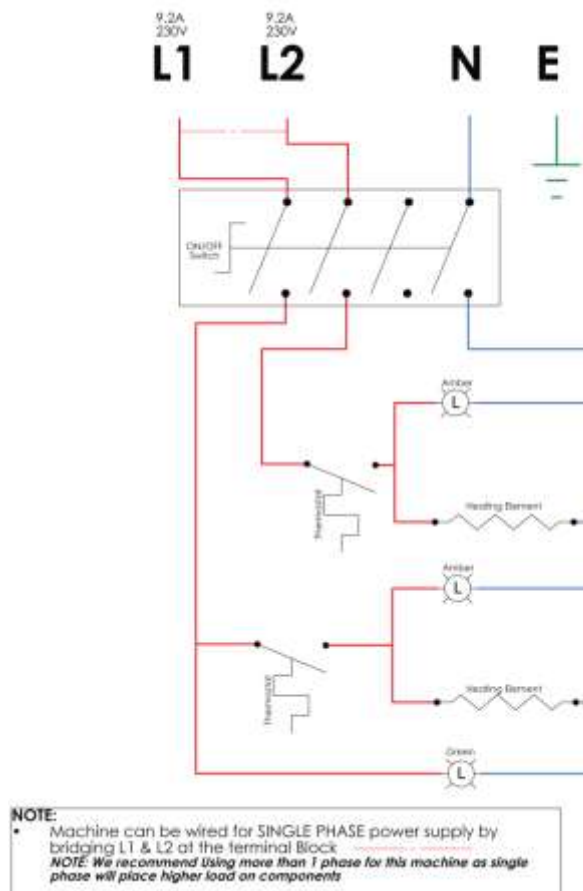 9.2A
230V
9.2A
230V
L1
L2
N
E
ON/OFF
Switch
Amber
L
Thermostat
Heating Element
Amber
L
Thermostat
Heating Element
Green
L
NOTE:
• Machine can be wired for SINGLE PHASE power supply by
bridging L1 & L2 at the terminal Block
NOTE: We recommend Using more than 1 phase for this machine as single
phase will place higher load on components